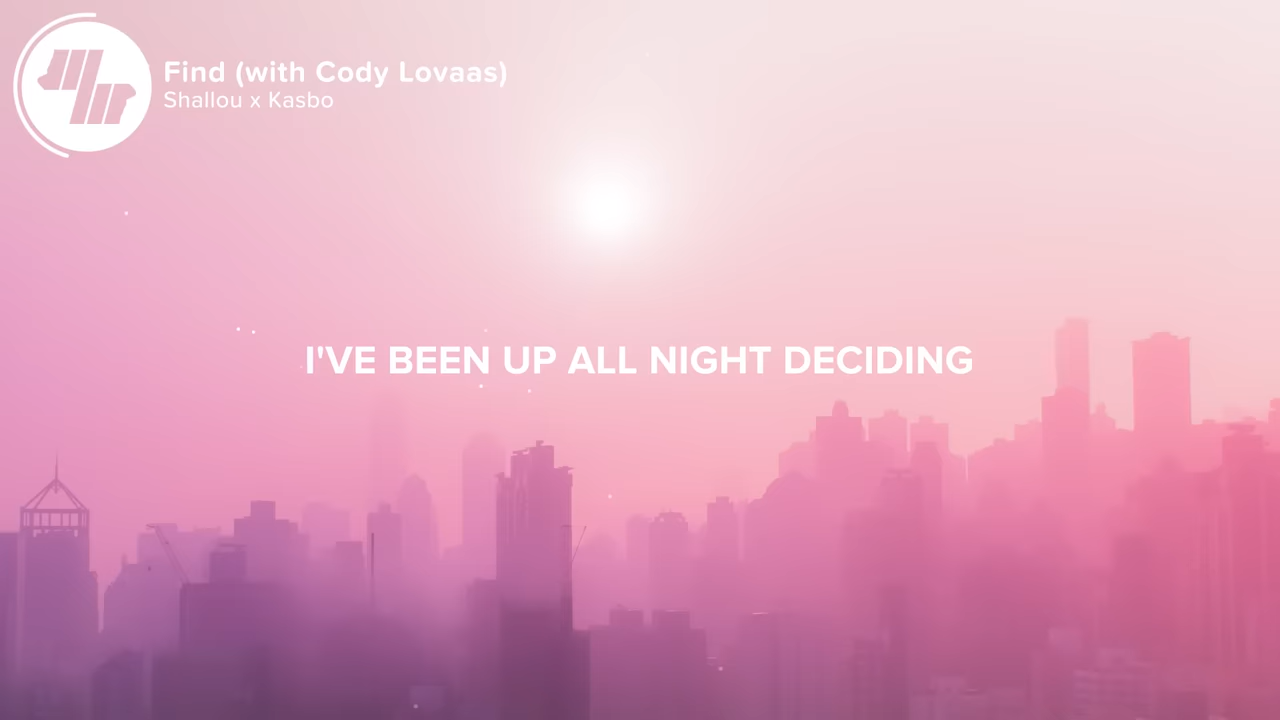 Find (with Cody Lovaas)
Shallou x Kasbo
I'VE BEEN UP ALL NIGHT DECIDING